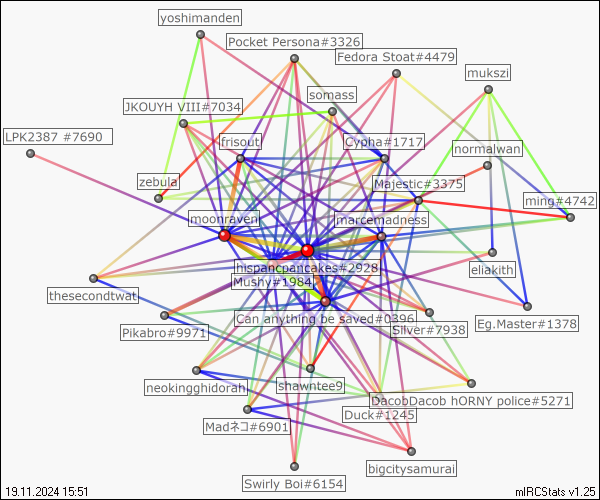 yoshimanden
Pocket Persona#3326
Fedora Stoat#4479
mukszi
somass
JKOUYH VIII#7034
LPK2387 #7690
frisout
Cypha#1717
normalwan
zebula
Majestic#3375
ming#4742
moonraven
marcemadness
hispancpancakes#2928
eliakith
Mushy#1984
thesecondtwat
Can anything be saved#0396
Eg.Master#1378
Pikabro#9971
Silver#7938
neokingghidorah
shawntee9
DacobDacob hORNY police#5271
Duck#1245
Madネコ#6901
bigcitysamurai
Swirly Boi#6154
19.11.2024 15:51
mIRCStats v1.25